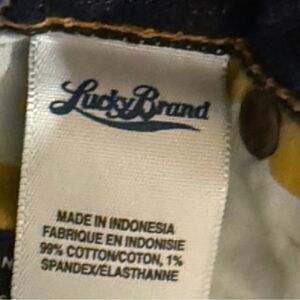 Lucky Brand
MADE IN INDONESIA
FABRIQUE EN INDONISIE
99% COTTON/COTON, 1%
SPANDEX/ELASTHANNE